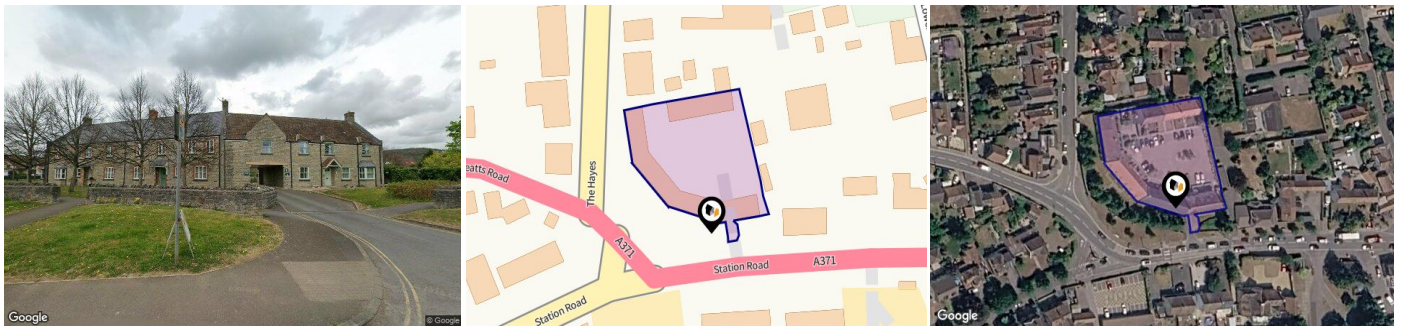 Google
© Google
eatts Road
The Hayes
A371
Station Road
A371
Station Road
Google